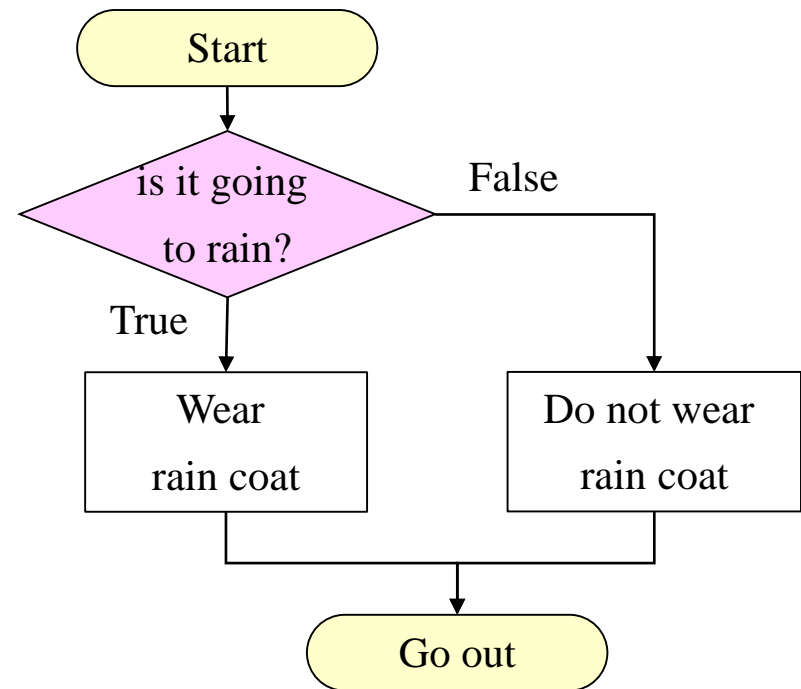 Start
is it going
to rain?
False
True
Wear
rain coat
Do not wear
rain coat
Go out